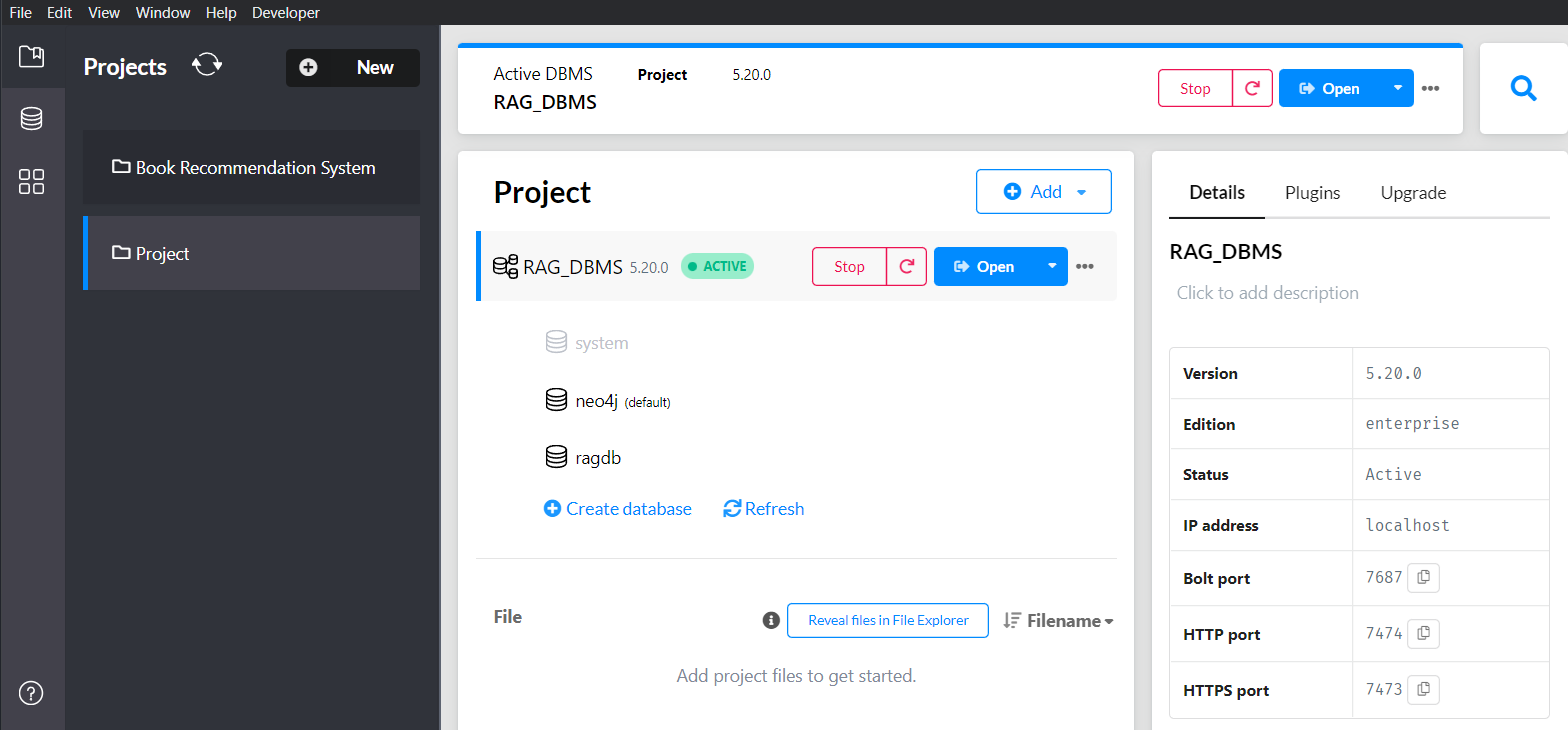 File Edit View Window Help Developer
Projects New
Book Recommendation System
Project
Active DBMS Project 5.20.0
RAG_DBMS
Stop Open
Project Add
RAG_DBMS 5.20.0 ACTIVE Stop Open
system
neo4j (default)
ragdb
Create database Refresh
File Reveal files in File Explorer Filename
Add project files to get started.
Details Plugins Upgrade
RAG_DBMS
Click to add description
Version 5.20.0
Edition enterprise
Status Active
IP address localhost
Bolt port 7687
HTTP port 7474
HTTPS port 7473